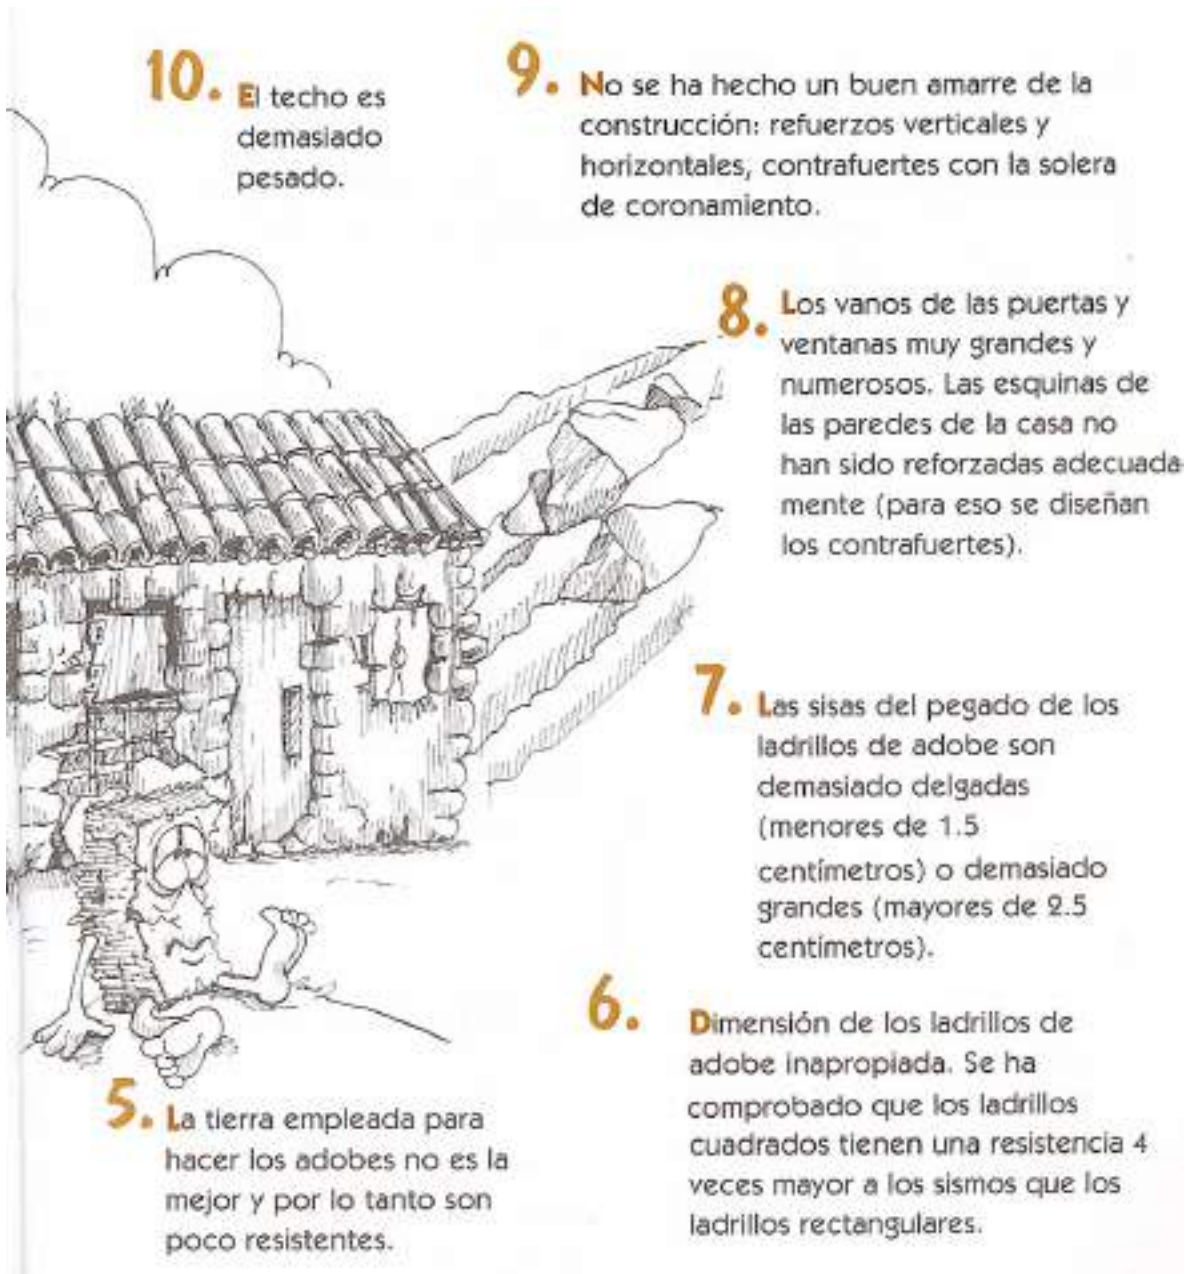 10. El techo es
demasiado
pesado.
9. No se ha hecho un buen amarre de la
construcción: refuerzos verticales y
horizontales, contrafuertes con la solera
de coronamiento.
8. Los vanos de las puertas y
ventanas muy grandes y
numerosos. Las esquinas de
las paredes de la casa no
han sido reforzadas adecuada-
mente (para eso se diseñan
los contrafuertes).
7. Las sisas del pegado de los
ladrillos de adobe son
demasiado delgadas
(menores de 1.5
centímetros) o demasiado
grandes (mayores de 2.5
centímetros).
6. Dimensión de los ladrillos de
adobe inapropiada. Se ha
comprobado que los ladrillos
cuadrados tienen una resistencia 4
veces mayor a los sismos que los
ladrillos rectangulares.
5. La tierra empleada para
hacer los adobes no es la
mejor y por lo tanto son
poco resistentes.